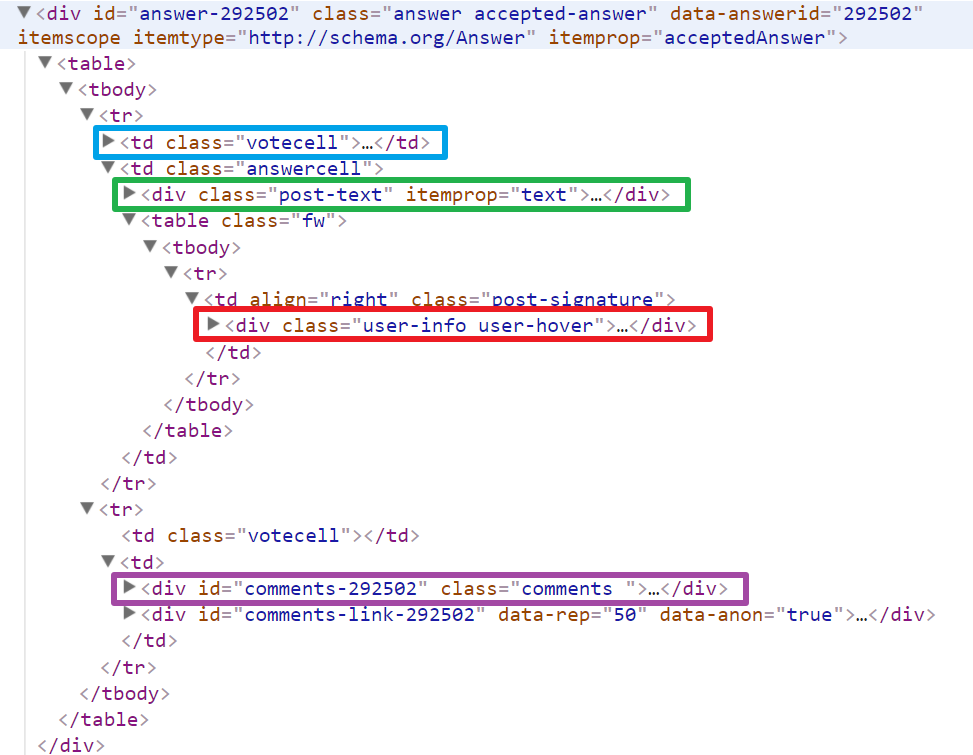 ▼<div id="answer-292502" class="answer accepted-answer" data-answerid="292502"
itemscope itemtype="http://schema.org/Answer" itemprop="acceptedAnswer">
▼<table>
▼<tbody>
▼<tr>
▶<td class="votecell">…</td>
▼<td class="answercell">
▶<div class="post-text" itemprop="text">…</div>
▼<table class="fw">
▼<tbody>
▼<tr>
▼<td align="right" class="post-signature">
▶<div class="user-info user-hover">…</div>
</td>
</tr>
</tbody>
</table>
</td>
</tr>
▼<tr>
<td class="votecell"></td>
▼<td>
▶<div id="comments-292502" class="comments ">…</div>
▶<div id="comments-link-292502" data-rep="50" data-anon="true">…</div>
</td>
</tr>
</tbody>
</table>
</div>